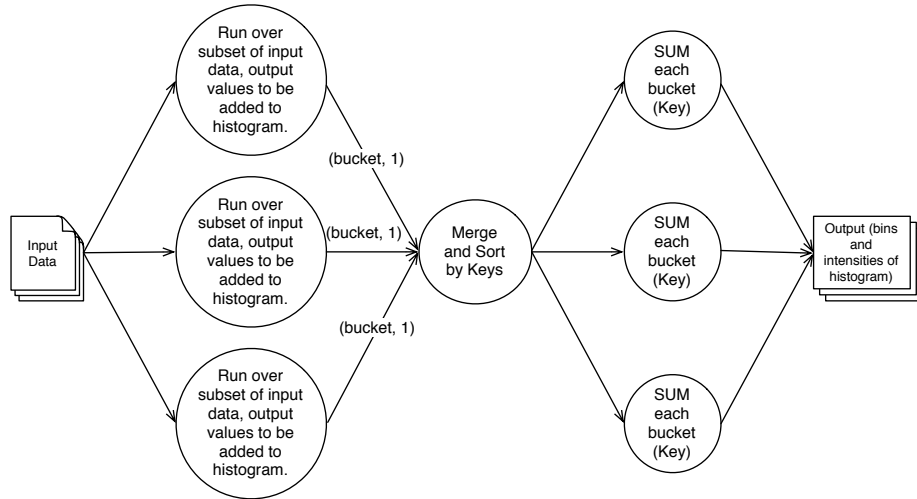 Run over
subset of input
data, output
values to be
added to
histogram.
SUM
each
bucket
(Key)
(bucket, 1)
Input
Data
Run over
subset of input
data, output
values to be
added to
histogram.
(bucket, 1)
Merge
and Sort
by Keys
SUM
each
bucket
(Key)
Output (bins
and
intensities of
histogram)
(bucket, 1)
Run over
subset of input
data, output
values to be
added to
histogram.
SUM
each
bucket
(Key)